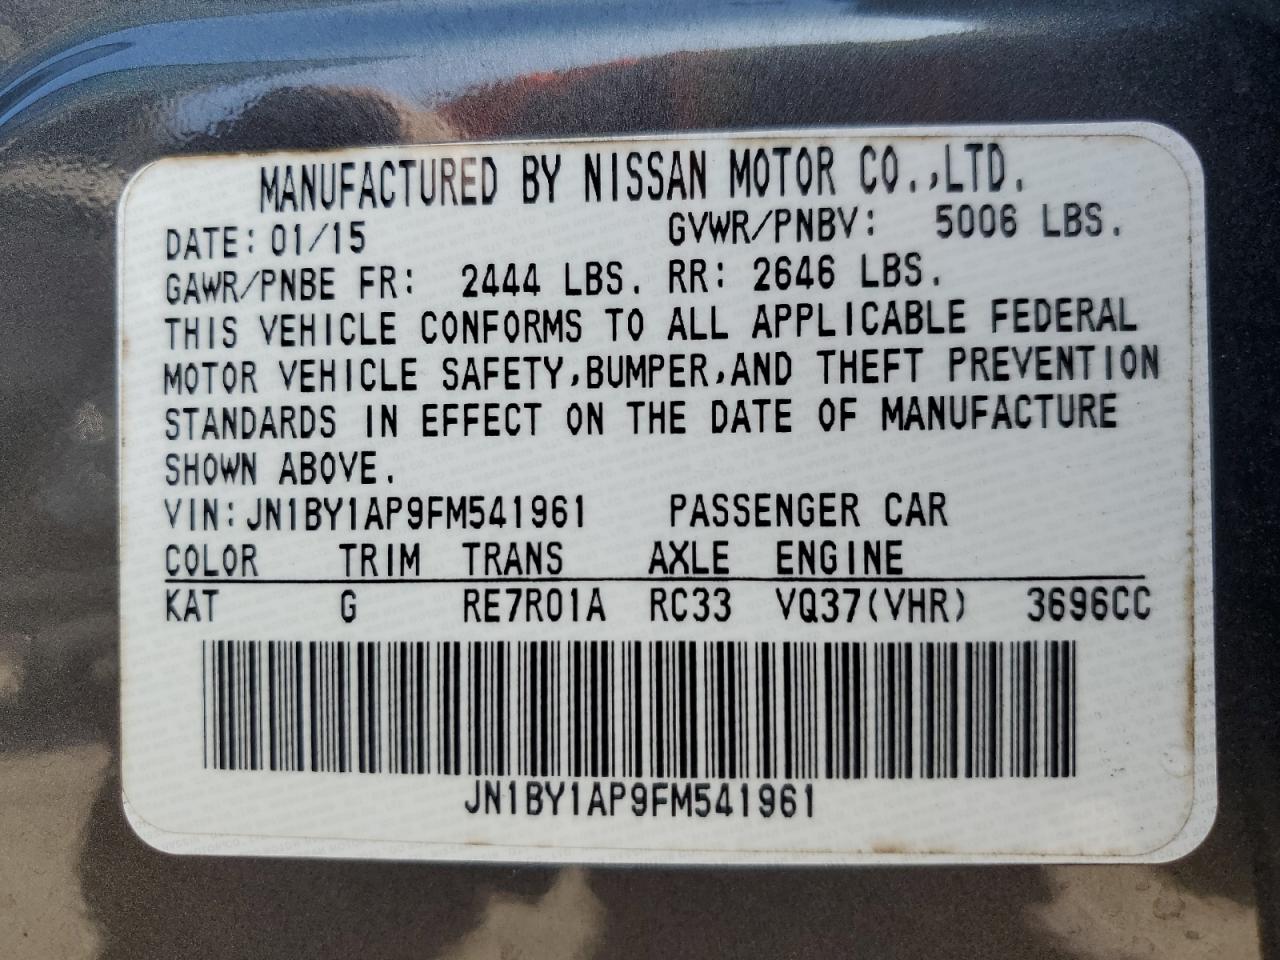 MANUFACTURED BY NISSAN MOTOR CO.,LTD.
DATE: 01/15 GVWR/PNBV: 5006 LBS.
GAWR/PNBE FR: 2444 LBS. RR: 2646 LBS.
THIS VEHICLE CONFORMS TO ALL APPLICABLE FEDERAL
MOTOR VEHICLE SAFETY,BUMPER,AND THEFT PREVENTION
STANDARDS IN EFFECT ON THE DATE OF MANUFACTURE
SHOWN ABOVE.
VIN: JN1BY1AP9FM541961 PASSENGER CAR
COLOR TRIM TRANS AXLE ENGINE
KAT G RE7R01A RC33 VQ37(VHR) 3696CC
JN1BY1AP9FM541961